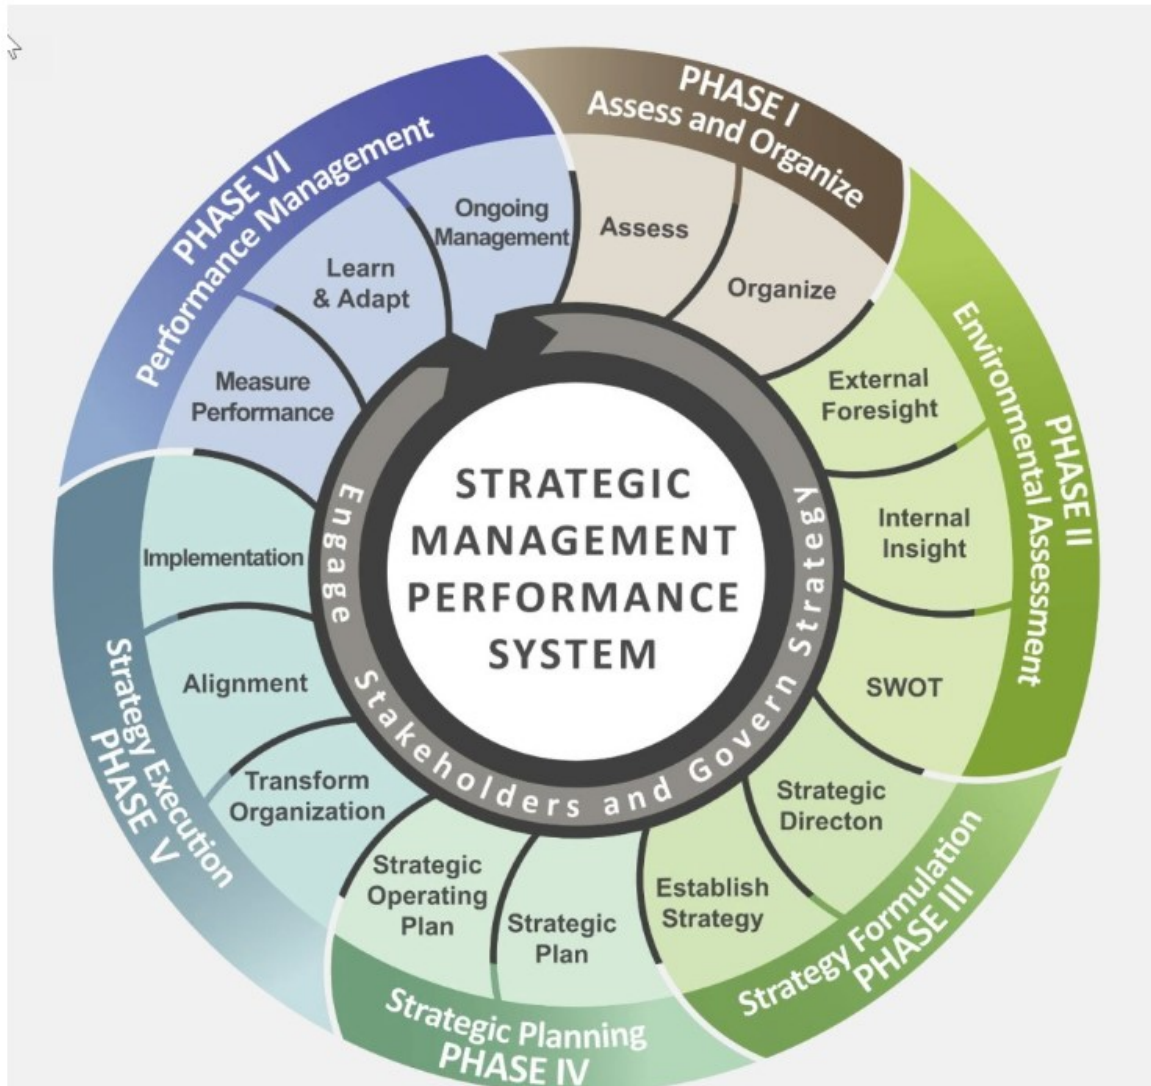 PHASE I
Assess and Organize
Assess
Organize
PHASE II
Environmental Assessment
External
Foresight
Internal
Insight
SWOT
Strategy Formulation
PHASE III
Strategic
Directon
Establish
Strategy
Strategic Planning
PHASE IV
Strategic
Plan
Strategic
Operating
Plan
Strategy Execution
PHASE V
Transform
Organization
Alignment
Implementation
PHASE VI
Performance Management
Measure
Performance
Learn
& Adapt
Ongoing
Management
Engage Stakeholders and Govern Strategy
STRATEGIC
MANAGEMENT
PERFORMANCE
SYSTEM